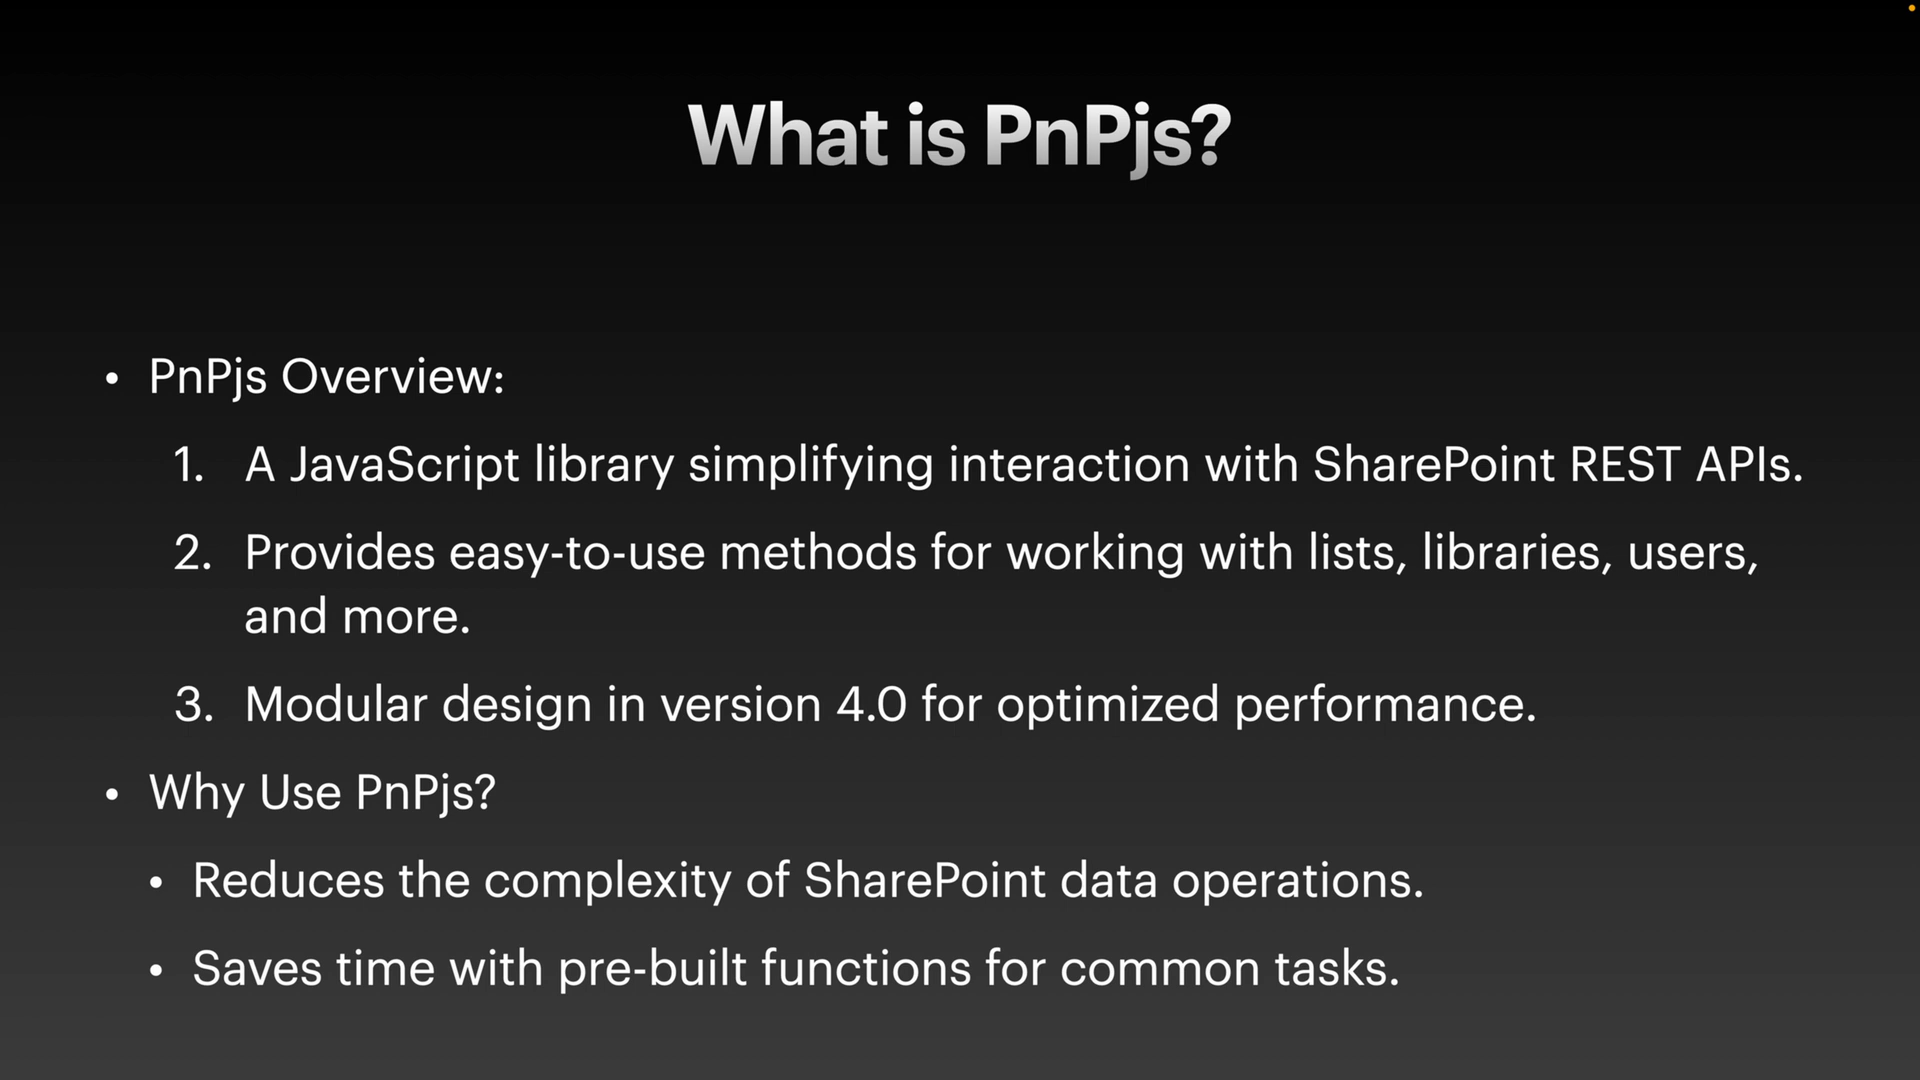 What is PnPjs?
• PnPjs Overview:
1. A JavaScript library simplifying interaction with SharePoint REST APIs.
2. Provides easy-to-use methods for working with lists, libraries, users,
and more.
3. Modular design in version 4.0 for optimized performance.
• Why Use PnPjs?
• Reduces the complexity of SharePoint data operations.
• Saves time with pre-built functions for common tasks.